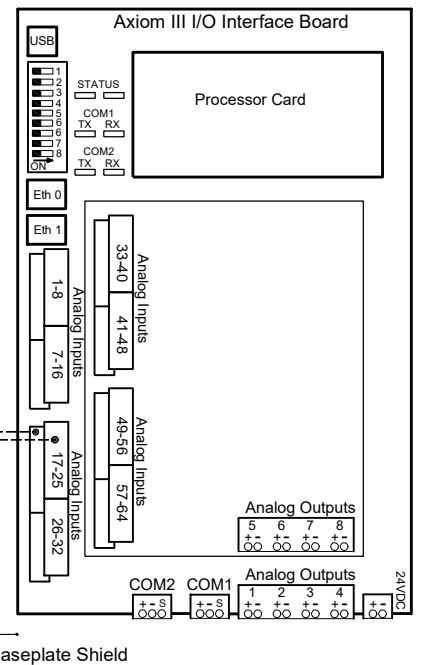 Axiom III I/O Interface Board
USB
1
2
3
4
5
6
6
7
8
ON
STATUS
COM1
TX RX
COM2
TX RX
Processor Card
Eth 0
Eth 1
1-8
7-16
Analog Inputs
33-40
41-48
Analog Inputs
17-25
26-32
Analog Inputs
49-56
57-64
Analog Inputs
Analog Outputs
5 6 7 8
+ - + - + - + -
COM2 COM1 Analog Outputs
+ - S + - S
1 2 3 4
+ - + - + - + -
24VDC
+ -
aseplate Shield